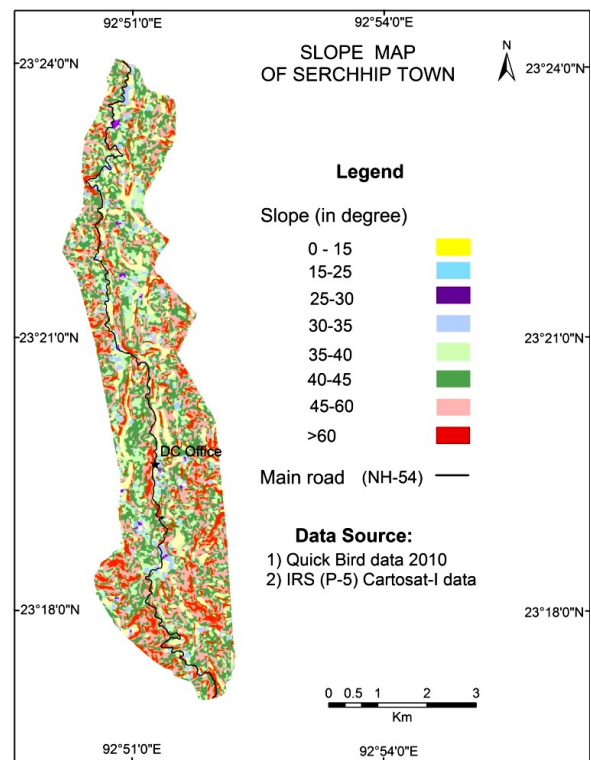 92°51'0"E 92°54'0"E
SLOPE MAP
OF SERCHHIP TOWN
N
23°24'0"N 23°24'0"N
Legend
Slope (in degree)
0 - 15
15-25
25-30
30-35
35-40
40-45
45-60
>60
23°21'0"N 23°21'0"N
DC Office
Main road (NH-54)
Data Source:
1) Quick Bird data 2010
2) IRS (P-5) Cartosat-I data
23°18'0"N 23°18'0"N
0 0.5 1 2 3
Km
92°51'0"E 92°54'0"E